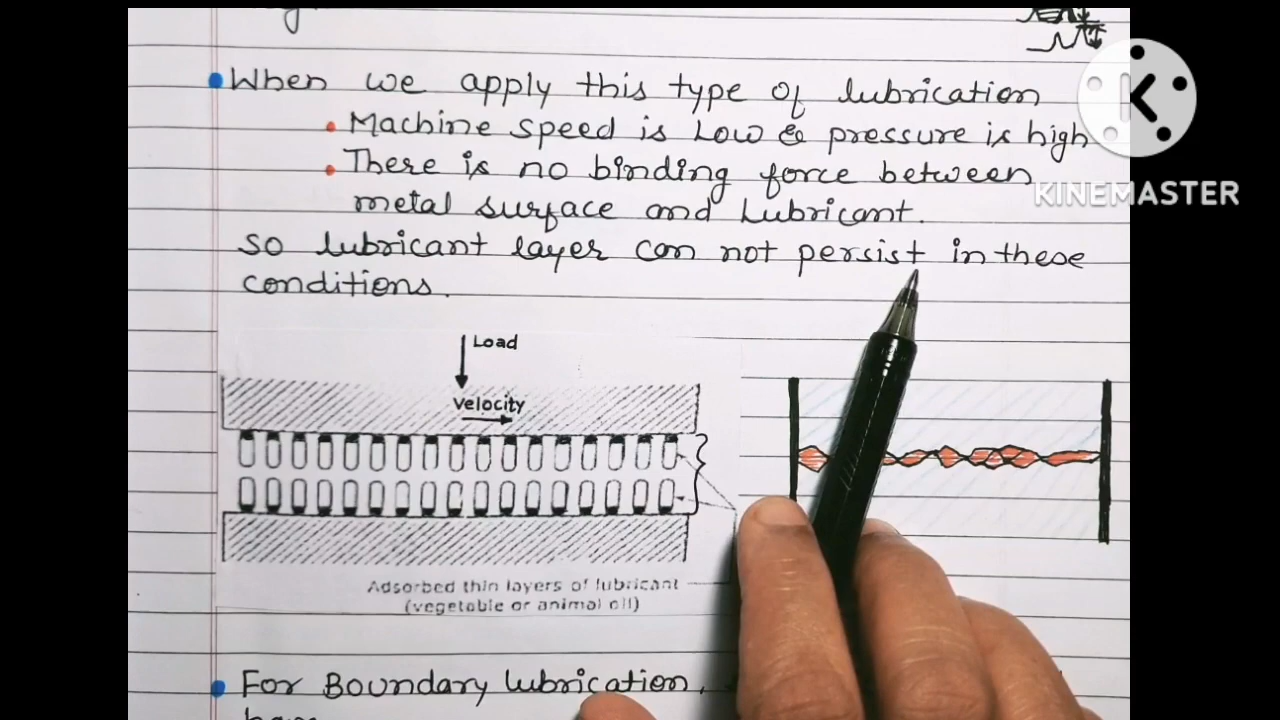 When we apply this type of lubrication
• Machine speed is Low & pressure is high
• There is no binding force between
metal surface and Lubricant.
So lubricant layer can not persist in these
conditions.
KINEMASTER
Load
Velocity
Adsorbed thin layers of lubricant
(vegetable or animal oil)
For Boundary lubrication,